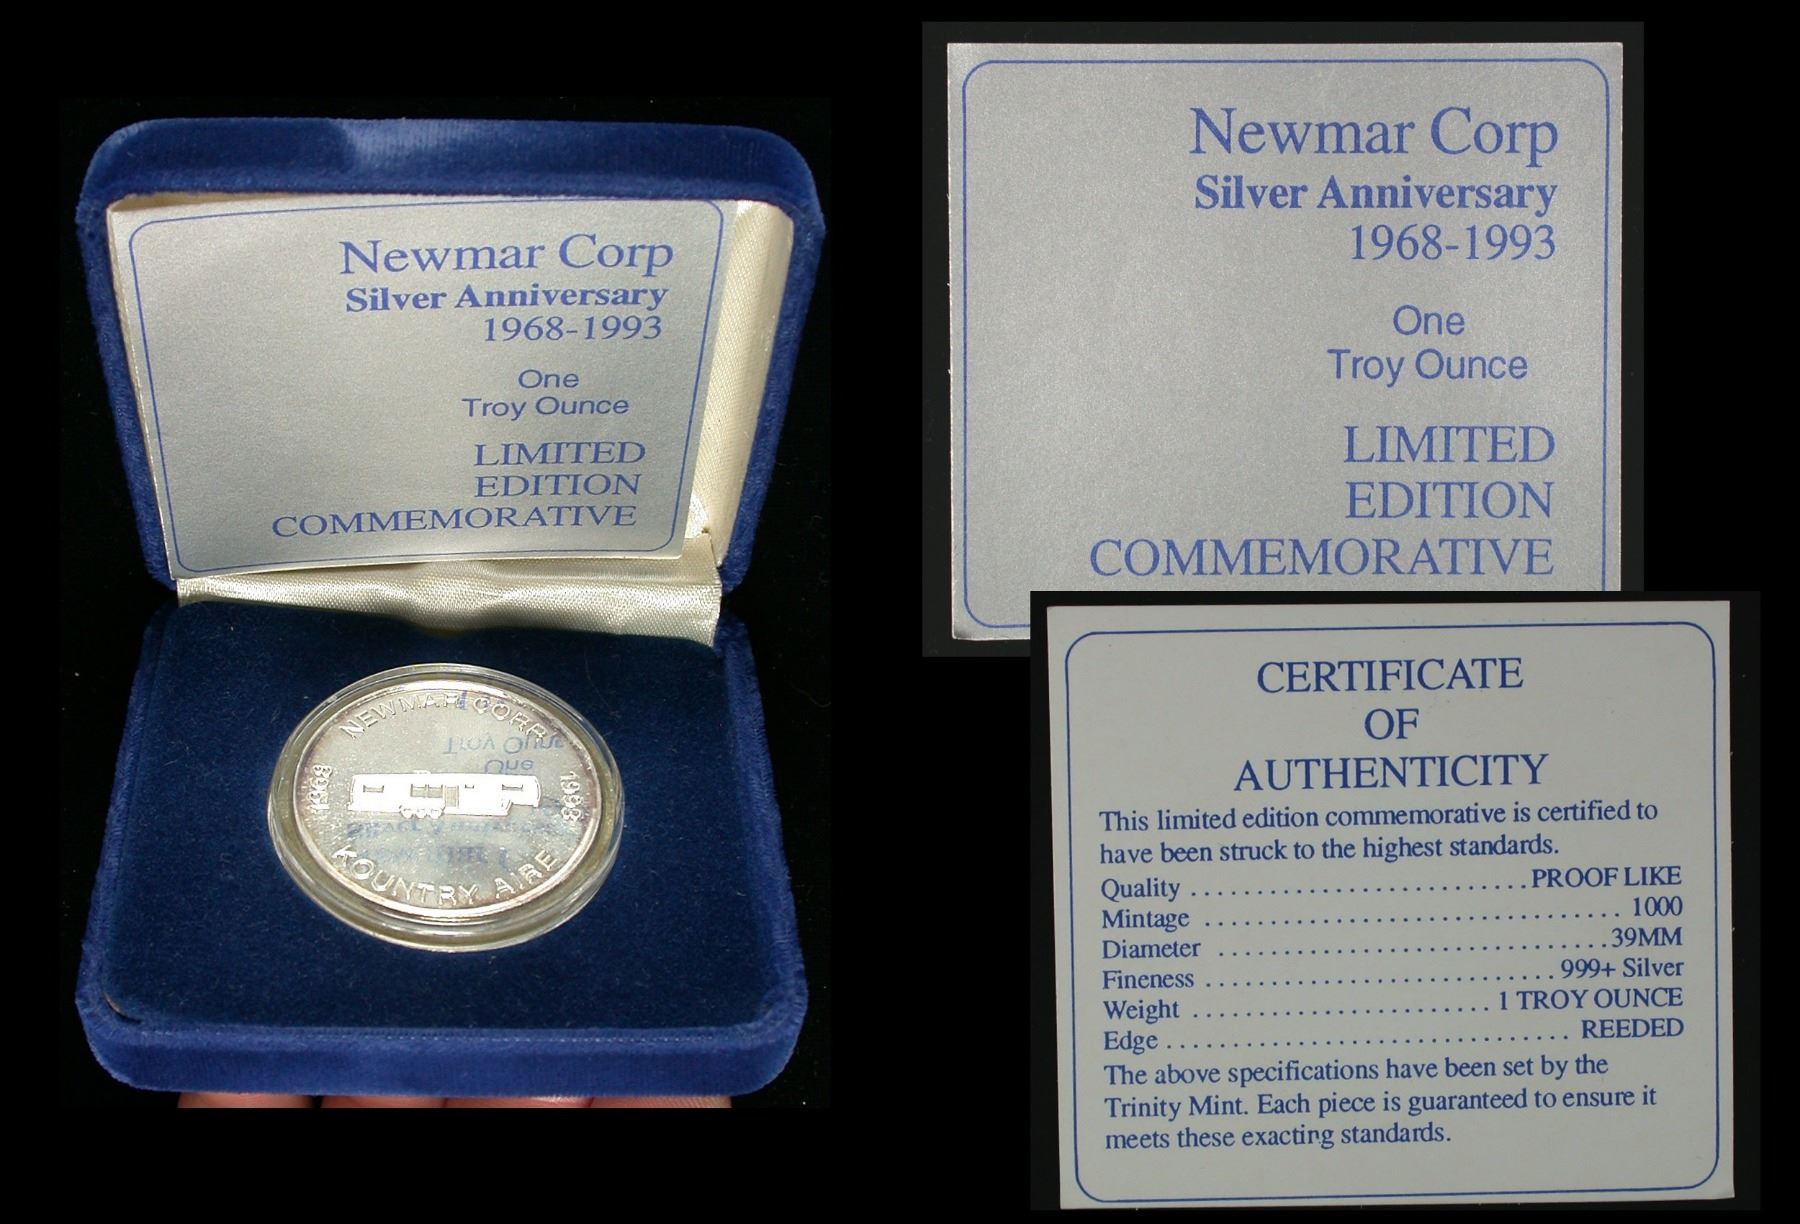 Newmar Corp
Silver Anniversary
1968-1993
One
Troy Ounce
LIMITED
EDITION
COMMEMORATIVE
NEWMAR CORP.
1968
1993
KOUNTRY AIRE
Newmar Corp
Silver Anniversary
1968-1993
One
Troy Ounce
LIMITED
EDITION
COMMEMORATIVE
CERTIFICATE
OF
AUTHENTICITY
This limited edition commemorative is certified to
have been struck to the highest standards.
Quality ............................ PROOF LIKE
Mintage ................................... 1000
Diameter ................................. 39MM
Fineness .............................. 999+ Silver
Weight ......................... 1 TROY OUNCE
Edge ................................. REEDED
The above specifications have been set by the
Trinity Mint. Each piece is guaranteed to ensure it
meets these exacting standards.